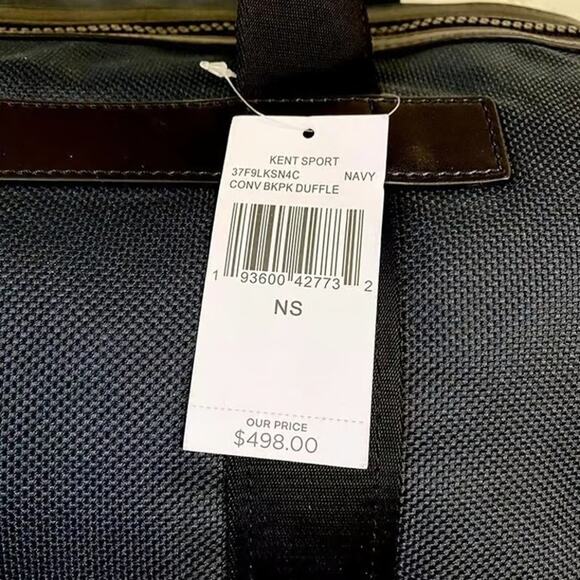 KENT SPORT
37F9LKSN4C NAVY
CONV BKPK DUFFLE
1 93600 42773 2
NS
OUR PRICE
$498.00